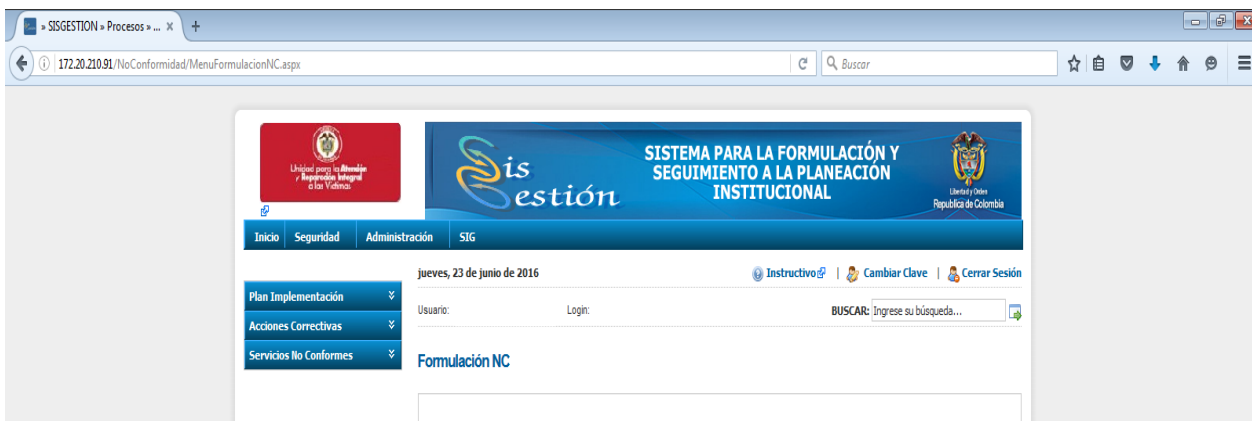 » SISGESTION » Procesos » ...
172.20.210.91/NoConformidad/MenuFormulacionNC.aspx
Buscar
Unidad para la Atención
y Reparación Integral
a las Víctimas
Sis
Gestión
SISTEMA PARA LA FORMULACIÓN Y
SEGUIMIENTO A LA PLANEACIÓN
INSTITUCIONAL
Libertad y Orden
Republica de Colombia
Inicio Seguridad Administración SIG
jueves, 23 de junio de 2016
Instructivo | Cambiar Clave | Cerrar Sesión
Plan Implementación
Acciones Correctivas
Servicios No Conformes
Usuario: Login:
BUSCAR: Ingrese su búsqueda...
Formulación NC